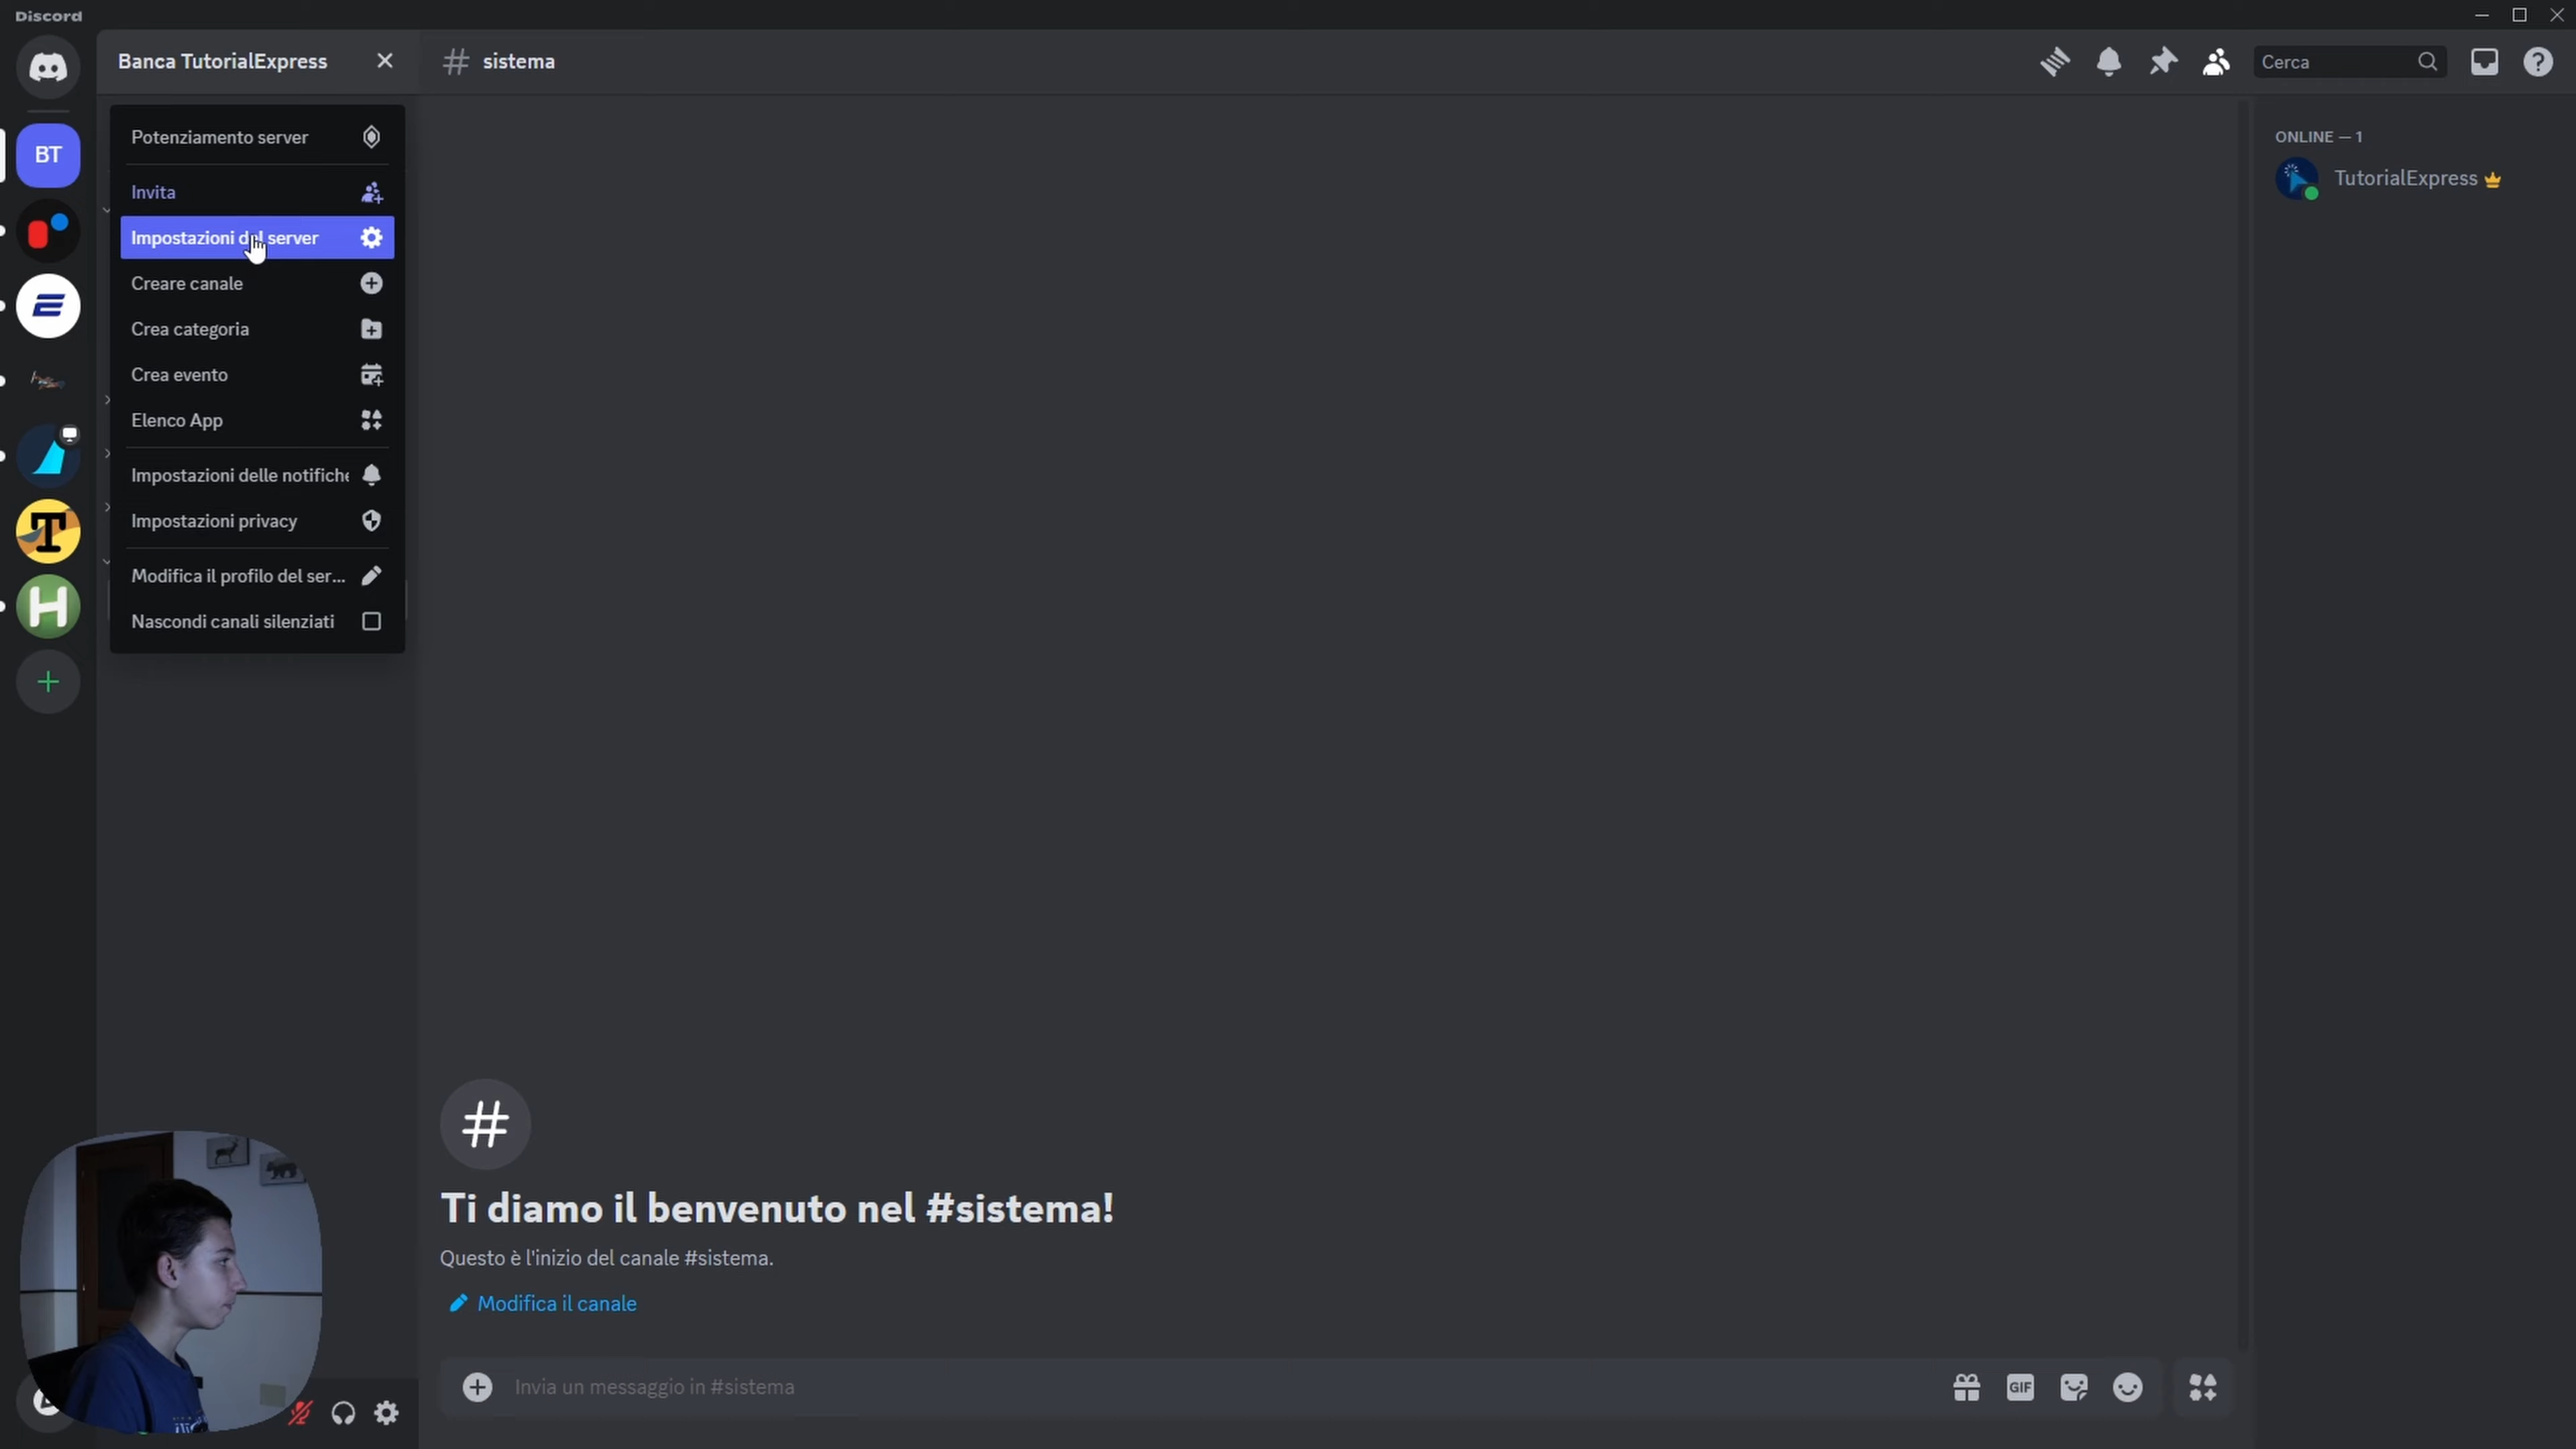 Discord
Banca TutorialExpress
sistema
Cerca
BT
Potenziamento server
Invita
Impostazioni del server
Creare canale
Crea categoria
Crea evento
Elenco App
Impostazioni delle notifiche
Impostazioni privacy
Modifica il profilo del ser...
Nascondi canali silenziati
ONLINE — 1
TutorialExpress
T
H
#
Ti diamo il benvenuto nel #sistema!
Questo è l'inizio del canale #sistema.
Modifica il canale
Invia un messaggio in #sistema
GIF